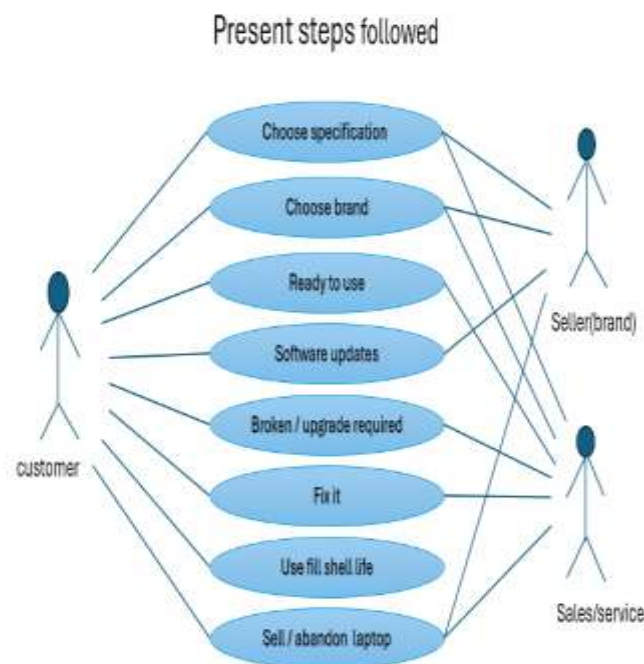 Present steps followed
Choose specification
Choose brand
Ready to use
Software updates
Broken / upgrade required
Fix it
Use fill shell life
Sell / abandon laptop
customer
Seller(brand)
Sales/service